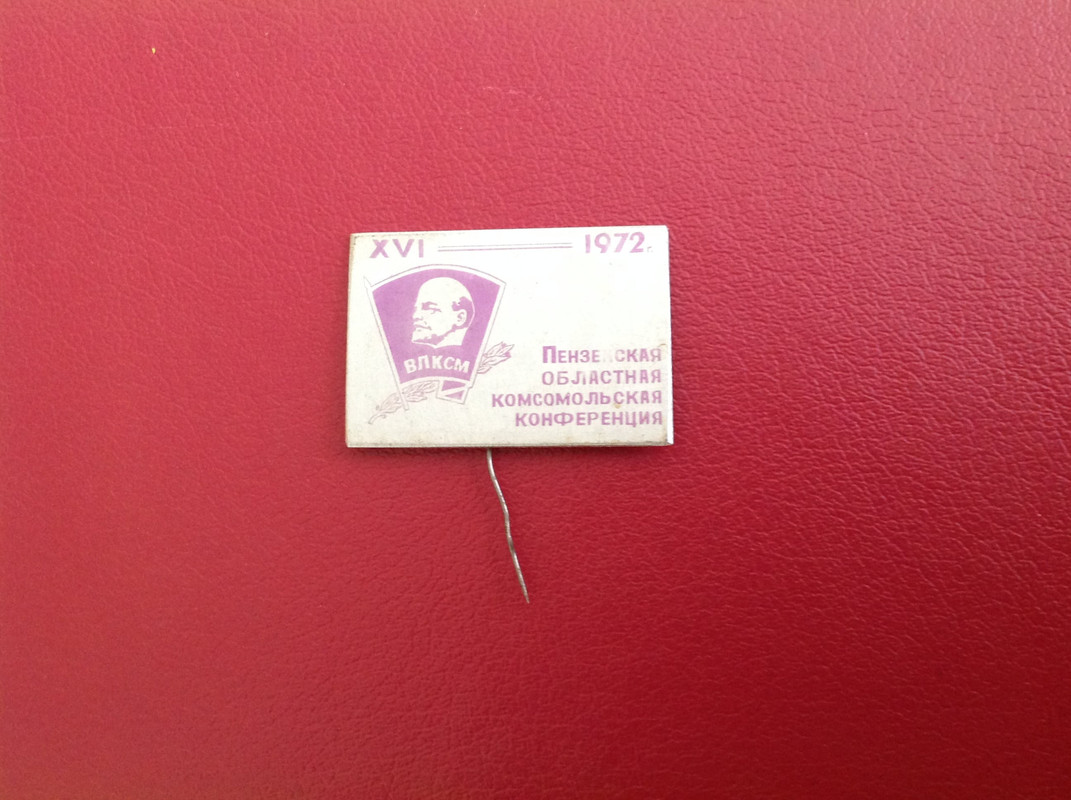 XVI 1972г.
ВЛКСМ
ПЕНЗЕНСКАЯ
ОБЛАСТНАЯ
КОМСОМОЛЬСКАЯ
КОНФЕРЕНЦИЯ